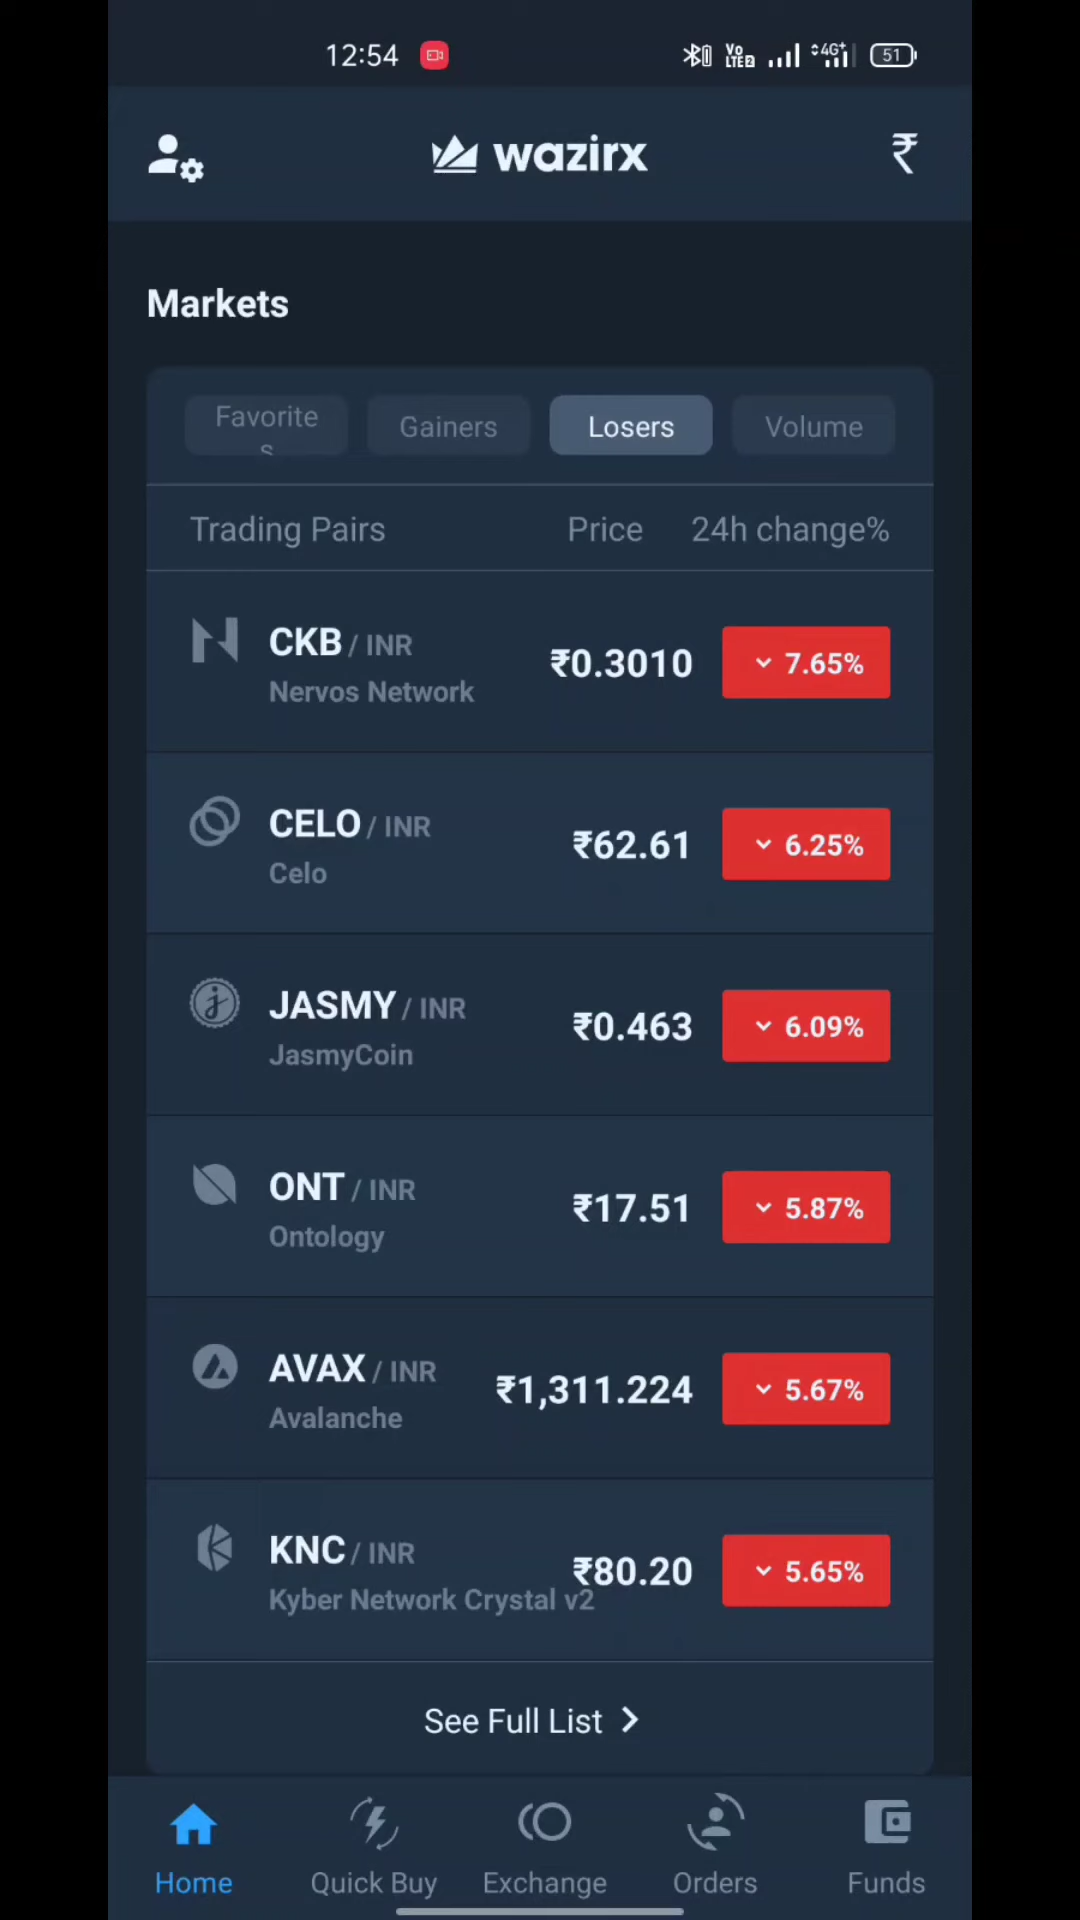 12:54
Vo LTE2 4G+ 51
wazirx ₹
Markets
Favorite
s
Gainers Losers Volume
Trading Pairs Price 24h change%
CKB / INR ₹0.3010 7.65%
Nervos Network
CELO / INR ₹62.61 6.25%
Celo
JASMY / INR ₹0.463 6.09%
JasmyCoin
ONT / INR ₹17.51 5.87%
Ontology
AVAX / INR ₹1,311.224 5.67%
Avalanche
KNC / INR ₹80.20 5.65%
Kyber Network Crystal v2
See Full List
Home Quick Buy Exchange Orders Funds